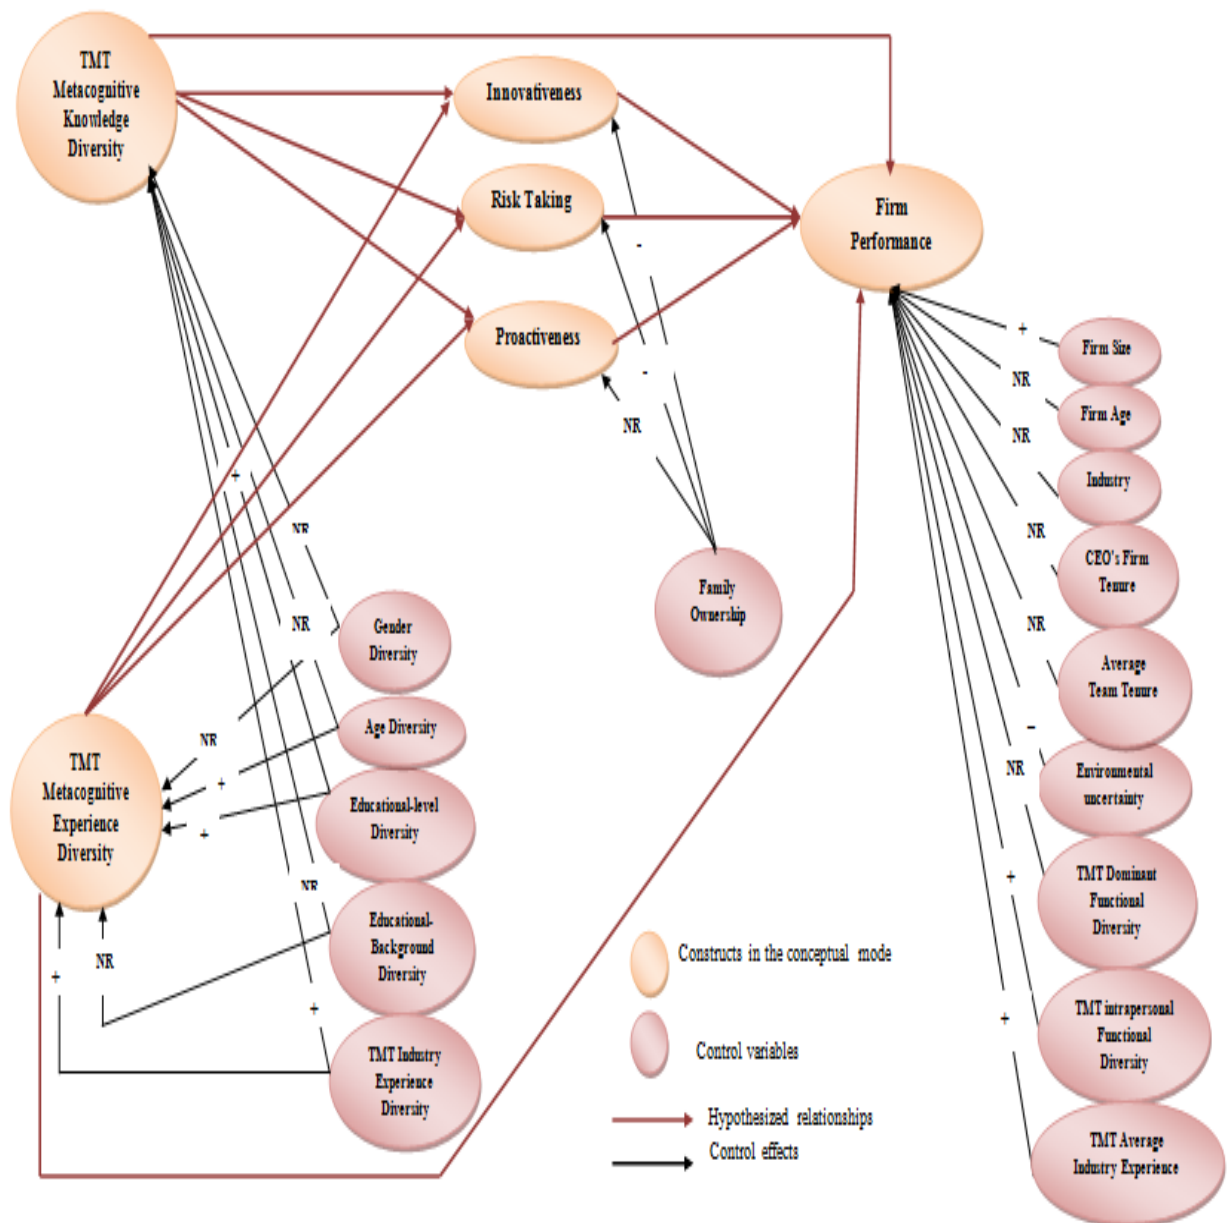 TMT
Metacognitive
Knowledge
Diversity
Innovativeness
Risk Taking
Proactiveness
Firm
Performance
-
-
NR
Family
Ownership
+
NR
NR
NR
+
+
NR
+
+
NR
Gender
Diversity
Age Diversity
Educational-level
Diversity
Educational-
Background
Diversity
TMT Industry
Experience
Diversity
TMT
Metacognitive
Experience
Diversity
+
NR
NR
NR
NR
–
NR
+
+
Firm Size
Firm Age
Industry
CEO's Firm
Tenure
Average
Team Tenure
Environmental
uncertainty
TMT Dominant
Functional
Diversity
TMT intrapersonal
Functional
Diversity
TMT Average
Industry Experience
Constructs in the conceptual mode
Control variables
Hypothesized relationships
Control effects